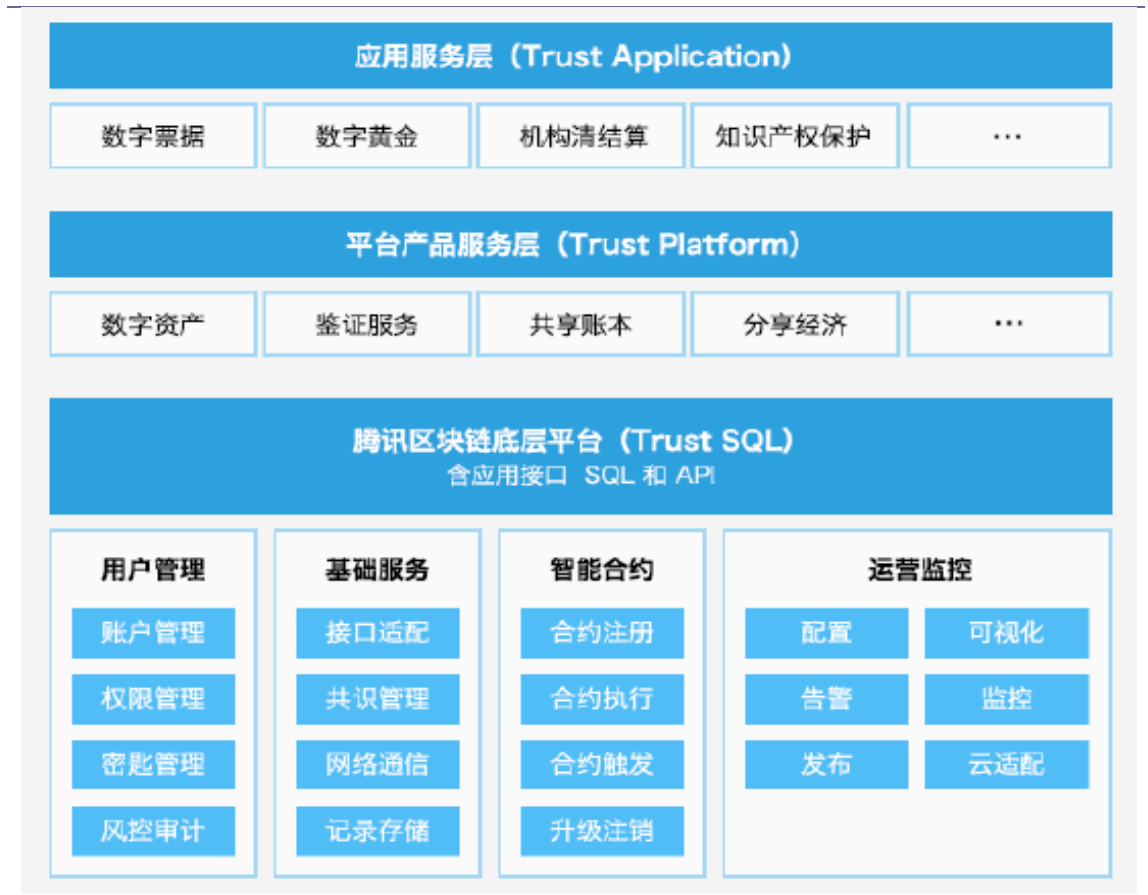 应用服务层（Trust Application）
数字票据 数字黄金 机构清结算 知识产权保护 ···
平台产品服务层（Trust Platform）
数字资产 鉴证服务 共享账本 分享经济 ···
腾讯区块链底层平台（Trust SQL）
含应用接口 SQL 和 API
用户管理 基础服务 智能合约 运营监控
账户管理 接口适配 合约注册 配置 可视化
权限管理 共识管理 合约执行 告警 监控
密匙管理 网络通信 合约触发 发布 云适配
风控审计 记录存储 升级注销